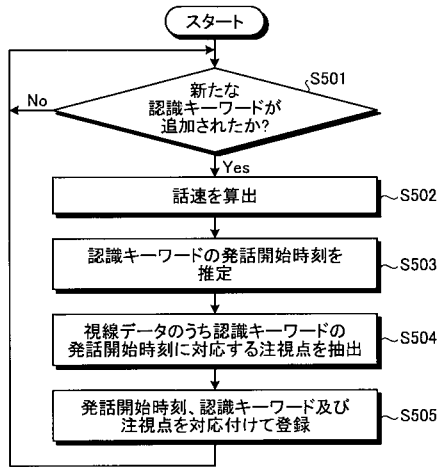 スタート
S501
新たな
認識キーワードが
追加されたか?
No
Yes
話速を算出
S502
認識キーワードの発話開始時刻を
推定
S503
視線データのうち認識キーワードの
発話開始時刻に対応する注視点を抽出
S504
発話開始時刻、認識キーワード及び
注視点を対応付けて登録
S505